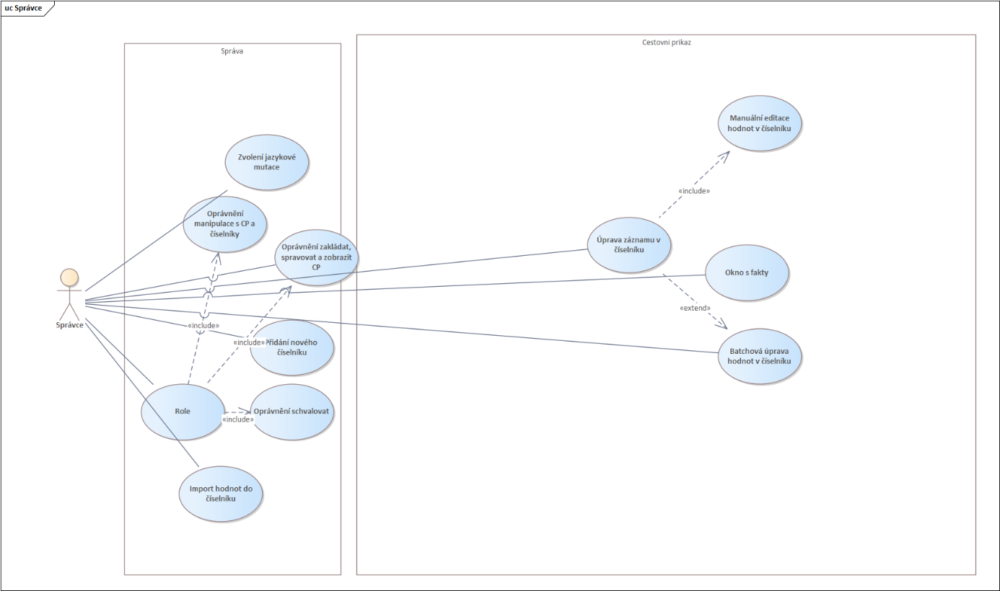 uc Správce
Správa
Cestovni prikaz
Manuální editace
hodnot v číselníku
Zvolení jazykové
mutace
«include»
Oprávnění
manipulace s CP a
číselníky
Oprávnění zakládat,
spravovat a zobrazit
CP
Úprava záznamu v
číselníku
Okno s fakty
Správce
«extend»
«include»
«include»
Přidání nového
číselníku
Batchová úprava
hodnot v číselníku
Role
«include»
Oprávnění schvalovat
Import hodnot do
číselníku